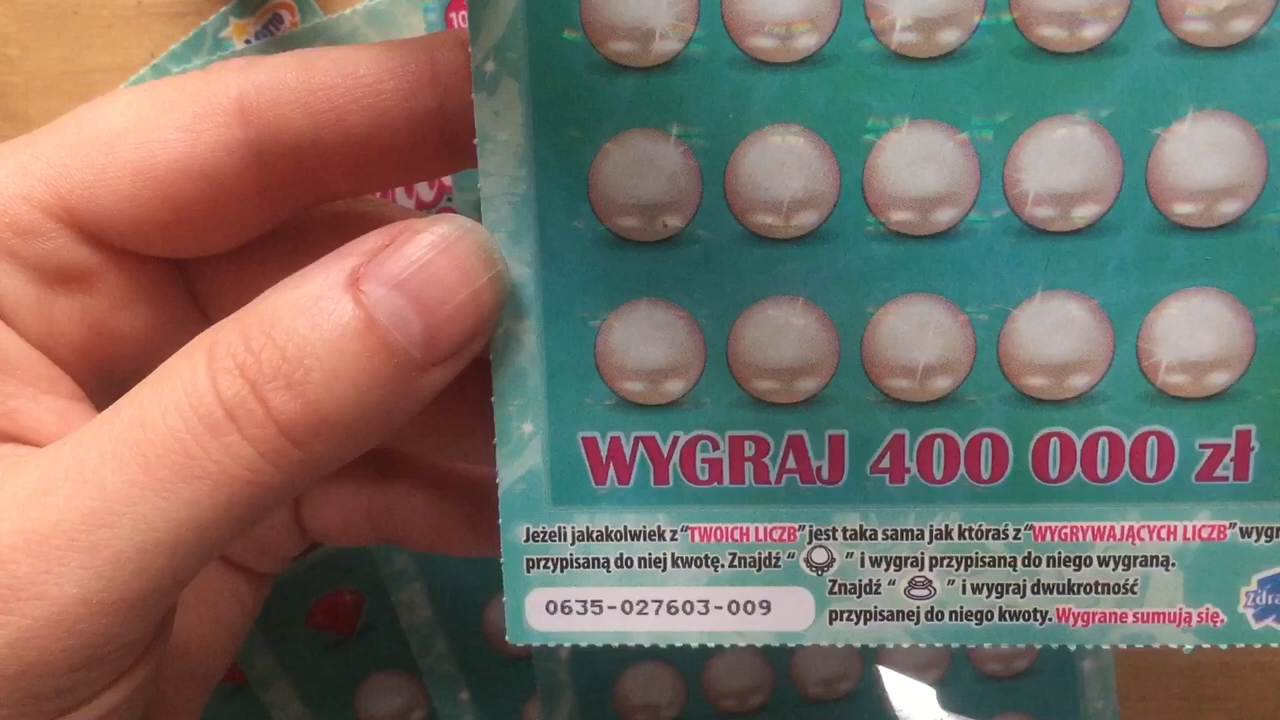 LOTTO
10
WYGRAJ 400 000 zł
Jeżeli jakakolwiek z "TWOICH LICZB" jest taka sama jak któraś z "WYGRYWAJĄCYCH LICZB"
przypisaną do niej kwotę. Znajdź " " i wygraj przypisaną do niego wygraną.
Znajdź " " i wygraj dwukrotność
przypisanej do niego kwoty. Wygrane sumują się.
0635-027603-009